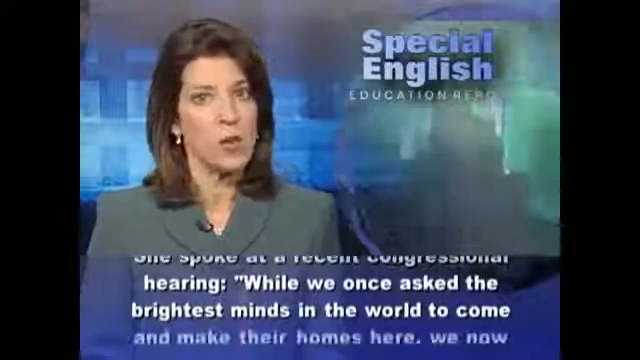 Special
English
EDUCATION REPO
She spoke at a recent congressional
hearing: "While we once asked the
brightest minds in the world to come
and make their homes here, we now